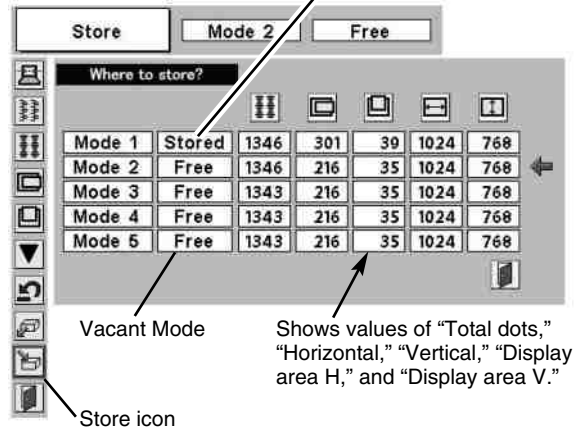 Store Mode 2 Free
Where to store?
Mode 1 Stored 1346 301 39 1024 768
Mode 2 Free 1346 216 35 1024 768
Mode 3 Free 1343 216 35 1024 768
Mode 4 Free 1343 216 35 1024 768
Mode 5 Free 1343 216 35 1024 768
Vacant Mode
Shows values of “Total dots,”
“Horizontal,” “Vertical,” “Display
area H,” and “Display area V.”
Store icon